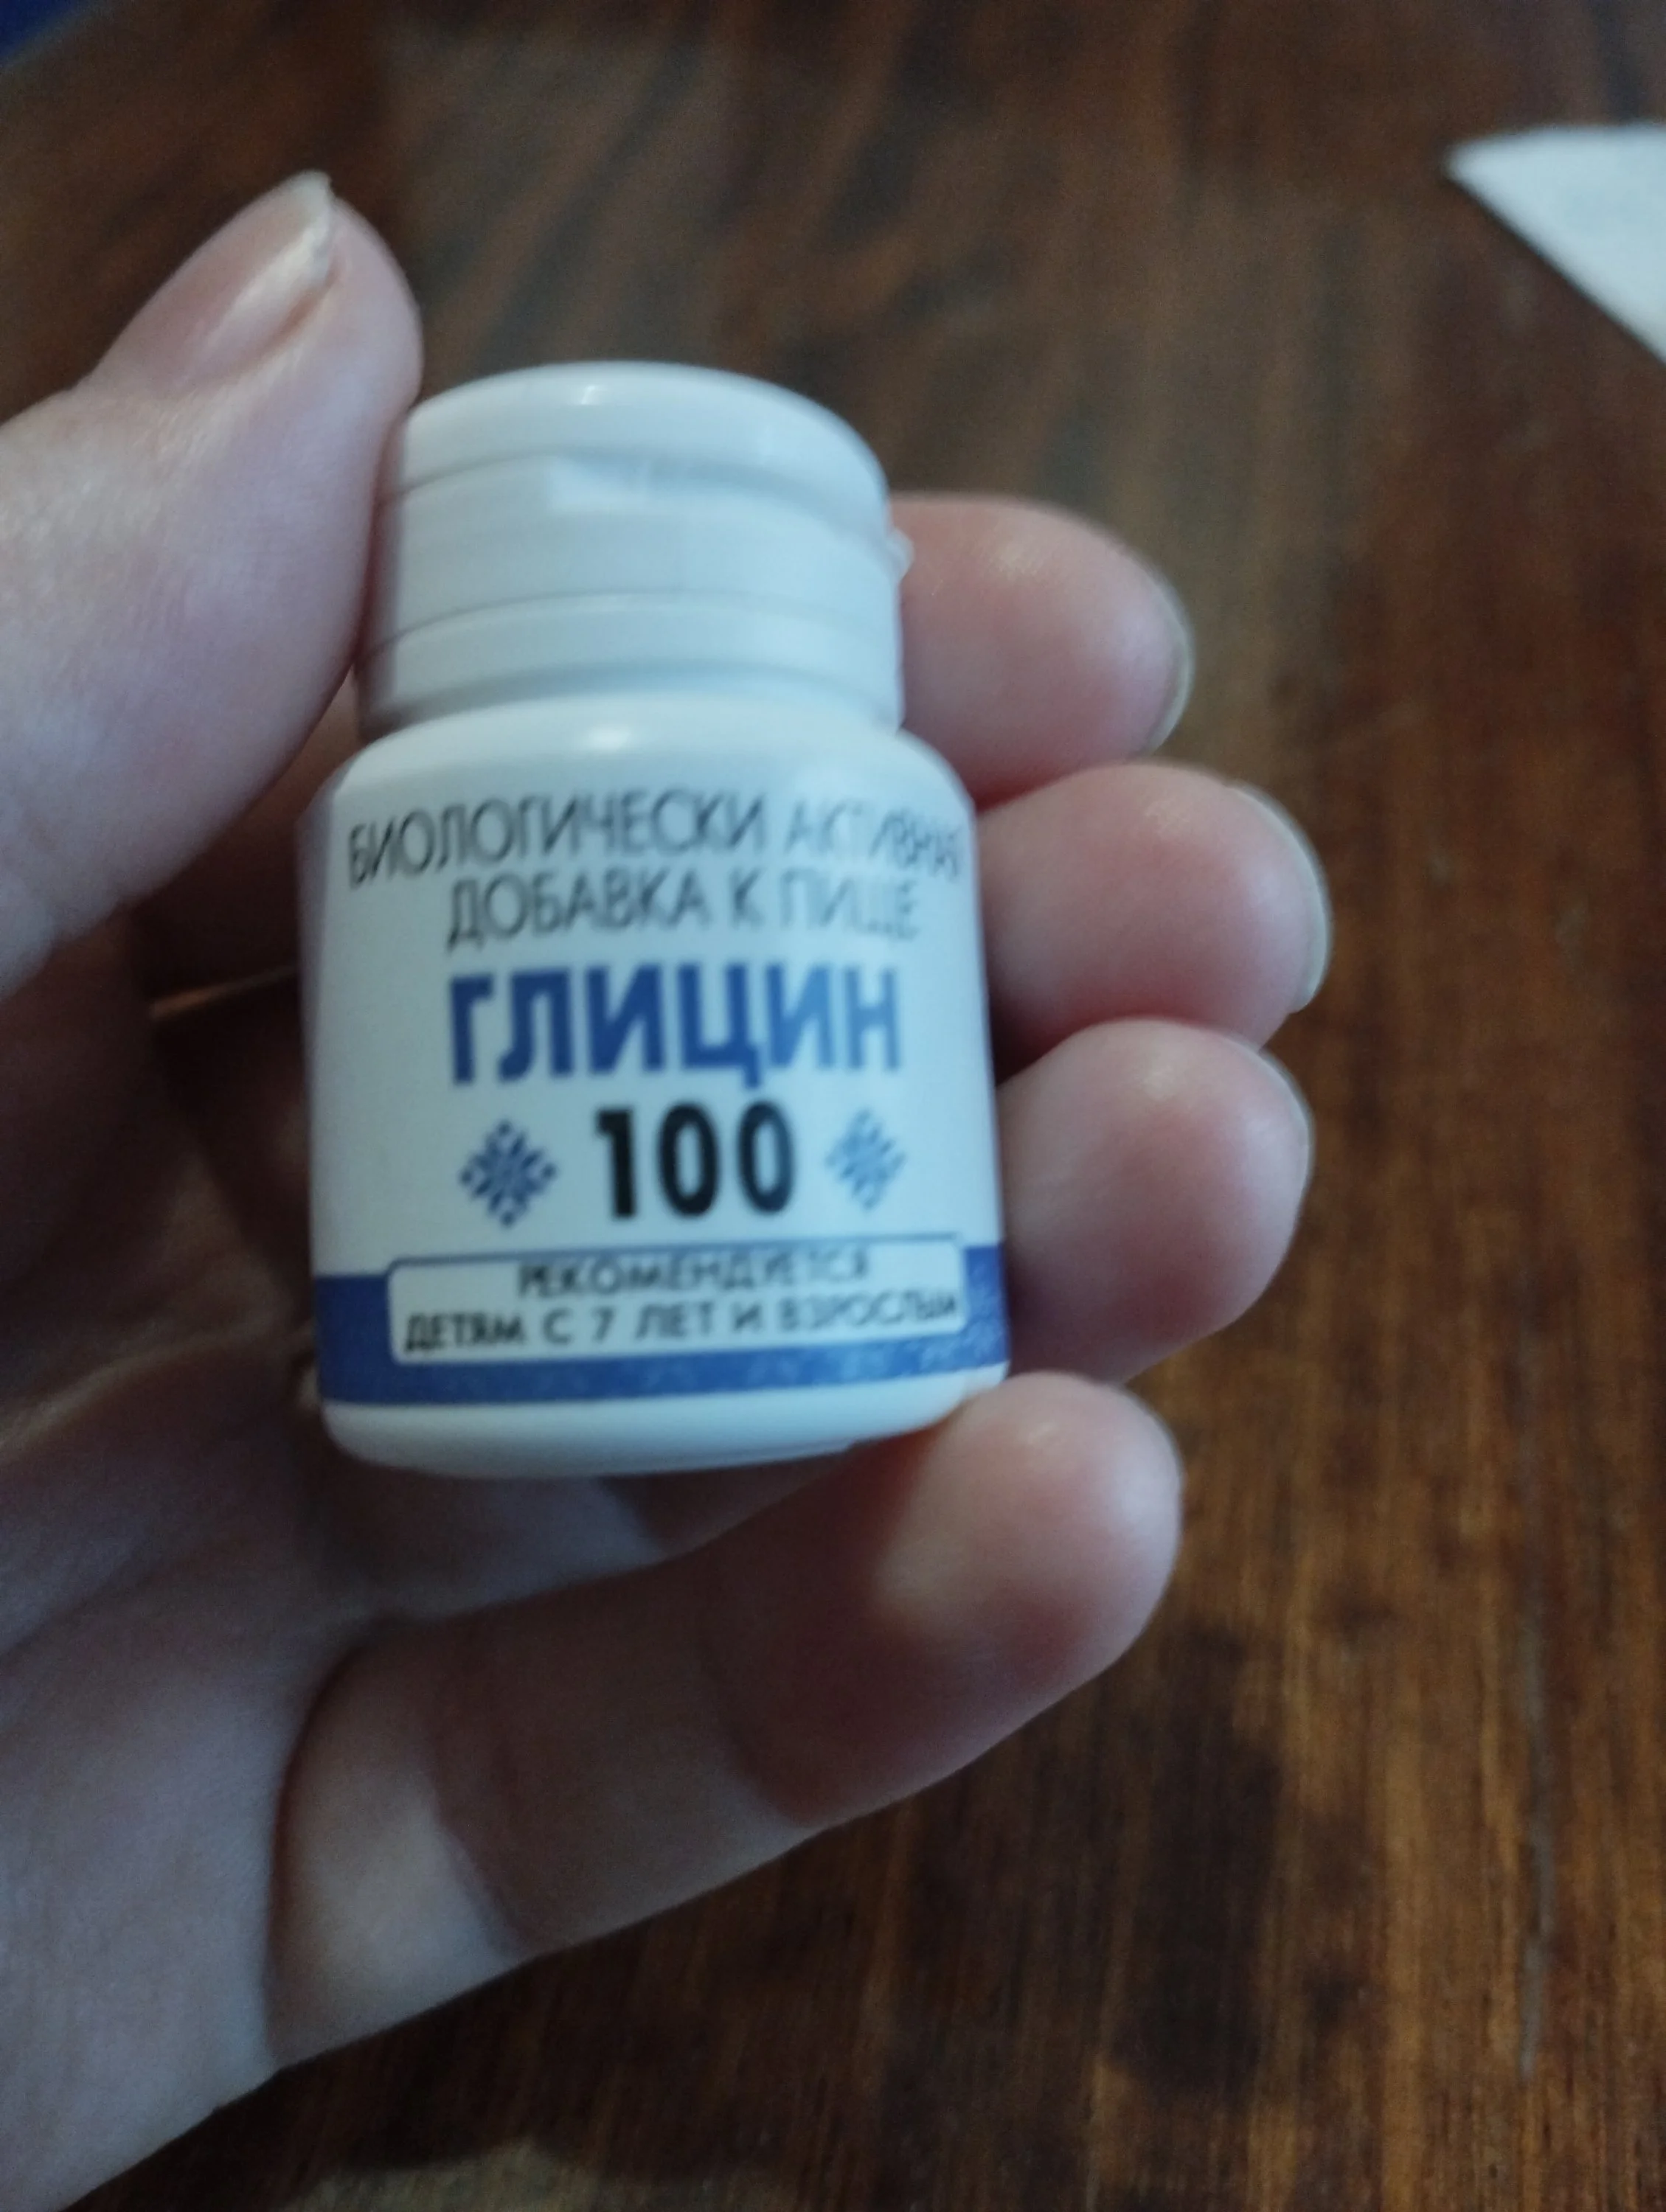 БИОЛОГИЧЕСКИ АКТИВНАЯ
ДОБАВКА К ПИЩЕ
ГЛИЦИН
100
РЕКОМЕНДУЕТСЯ
ДЕТЯМ С 7 ЛЕТ И ВЗРОСЛЫМ